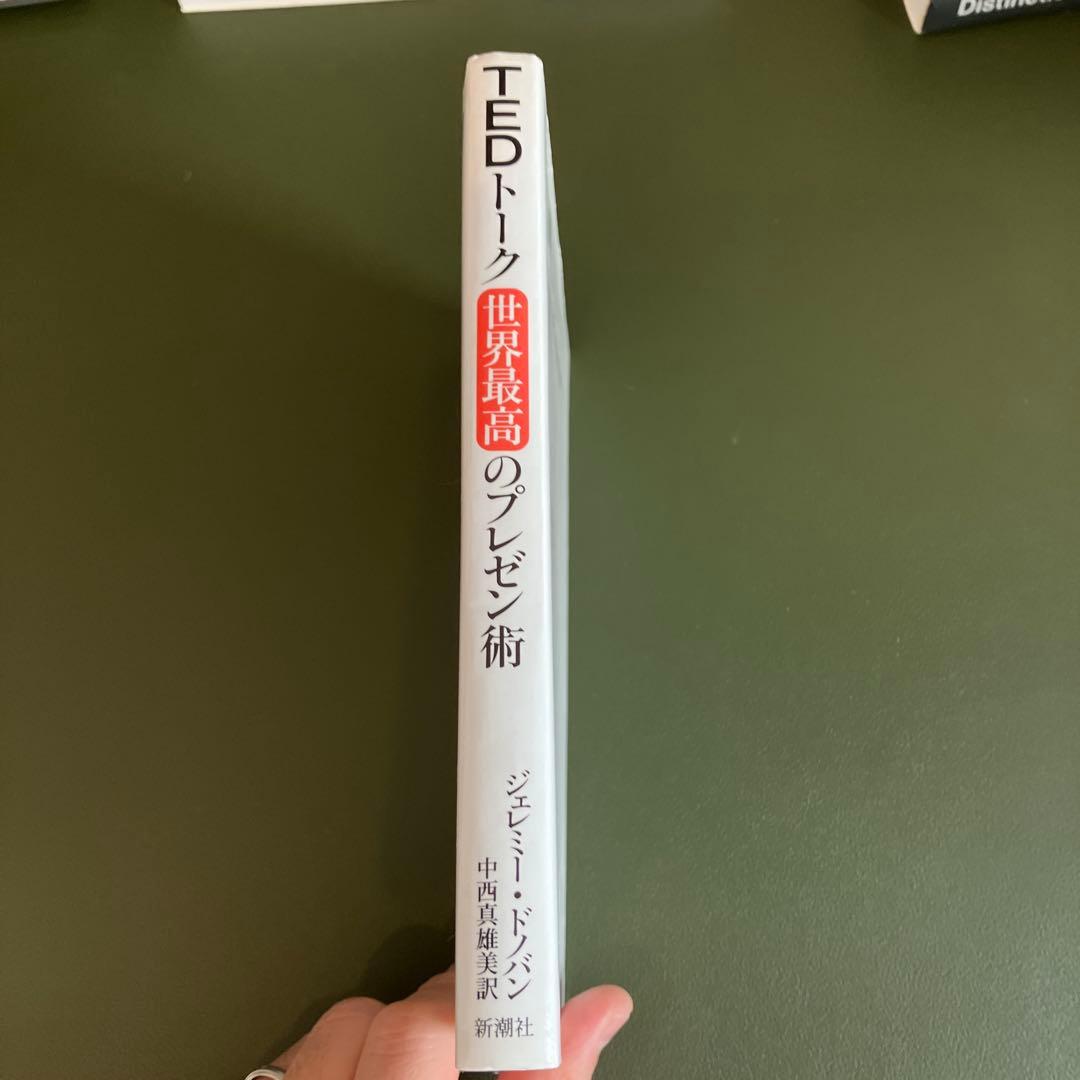 TEDトーク世界最高のプレゼン術
ジェレミー・ドノバン
中西真雄美訳
新潮社